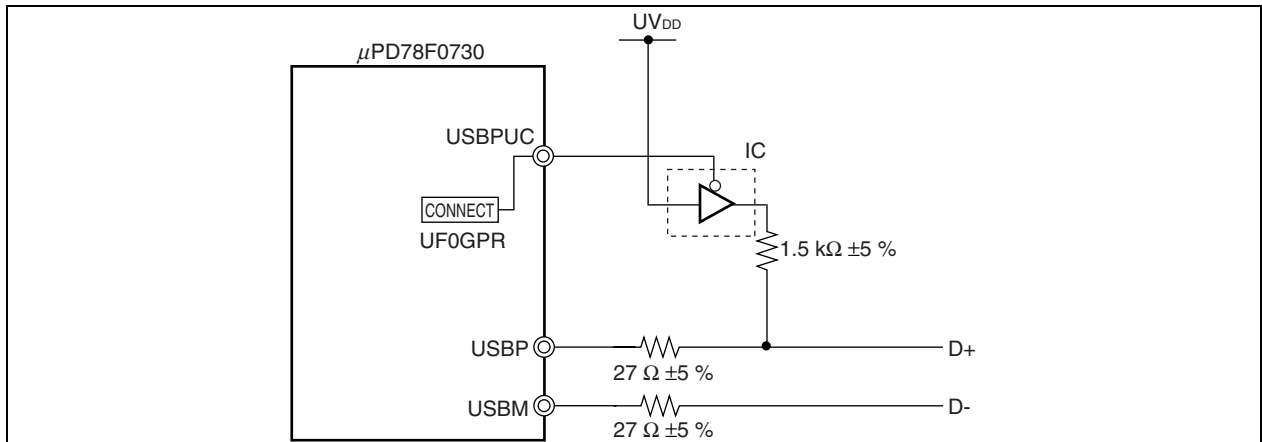 UVDD
μPD78F0730
USBPUC
IC
CONNECT
UF0GPR
1.5 kΩ ±5 %
USBP
D+
27 Ω ±5 %
USBM
D-
27 Ω ±5 %